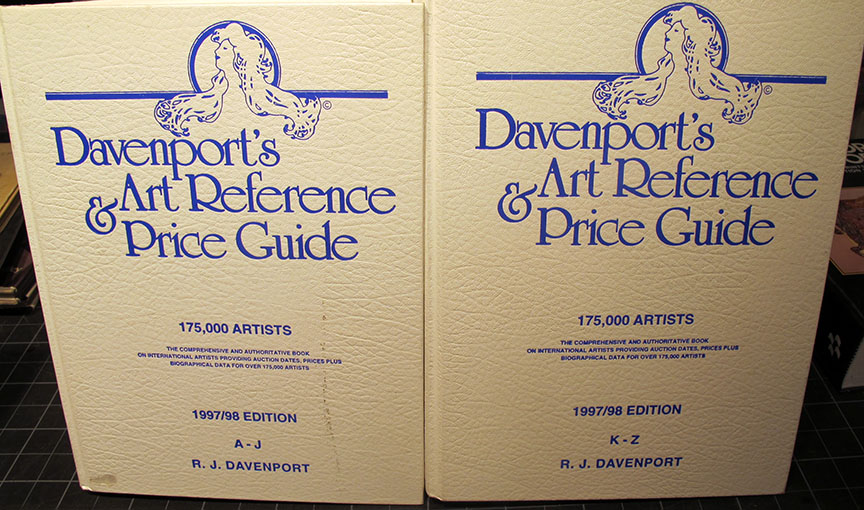 ©
Davenport's
& Art Reference
Price Guide
175,000 ARTISTS
THE COMPREHENSIVE AND AUTHORITATIVE BOOK
ON INTERNATIONAL ARTISTS PROVIDING AUCTION DATES, PRICES PLUS
BIOGRAPHICAL DATA FOR OVER 175,000 ARTISTS
1997/98 EDITION
A - J
R. J. DAVENPORT
©
Davenport's
& Art Reference
Price Guide
175,000 ARTISTS
THE COMPREHENSIVE AND AUTHORITATIVE BOOK
ON INTERNATIONAL ARTISTS PROVIDING AUCTION DATES, PRICES PLUS
BIOGRAPHICAL DATA FOR OVER 175,000 ARTISTS
1997/98 EDITION
K - Z
R. J. DAVENPORT